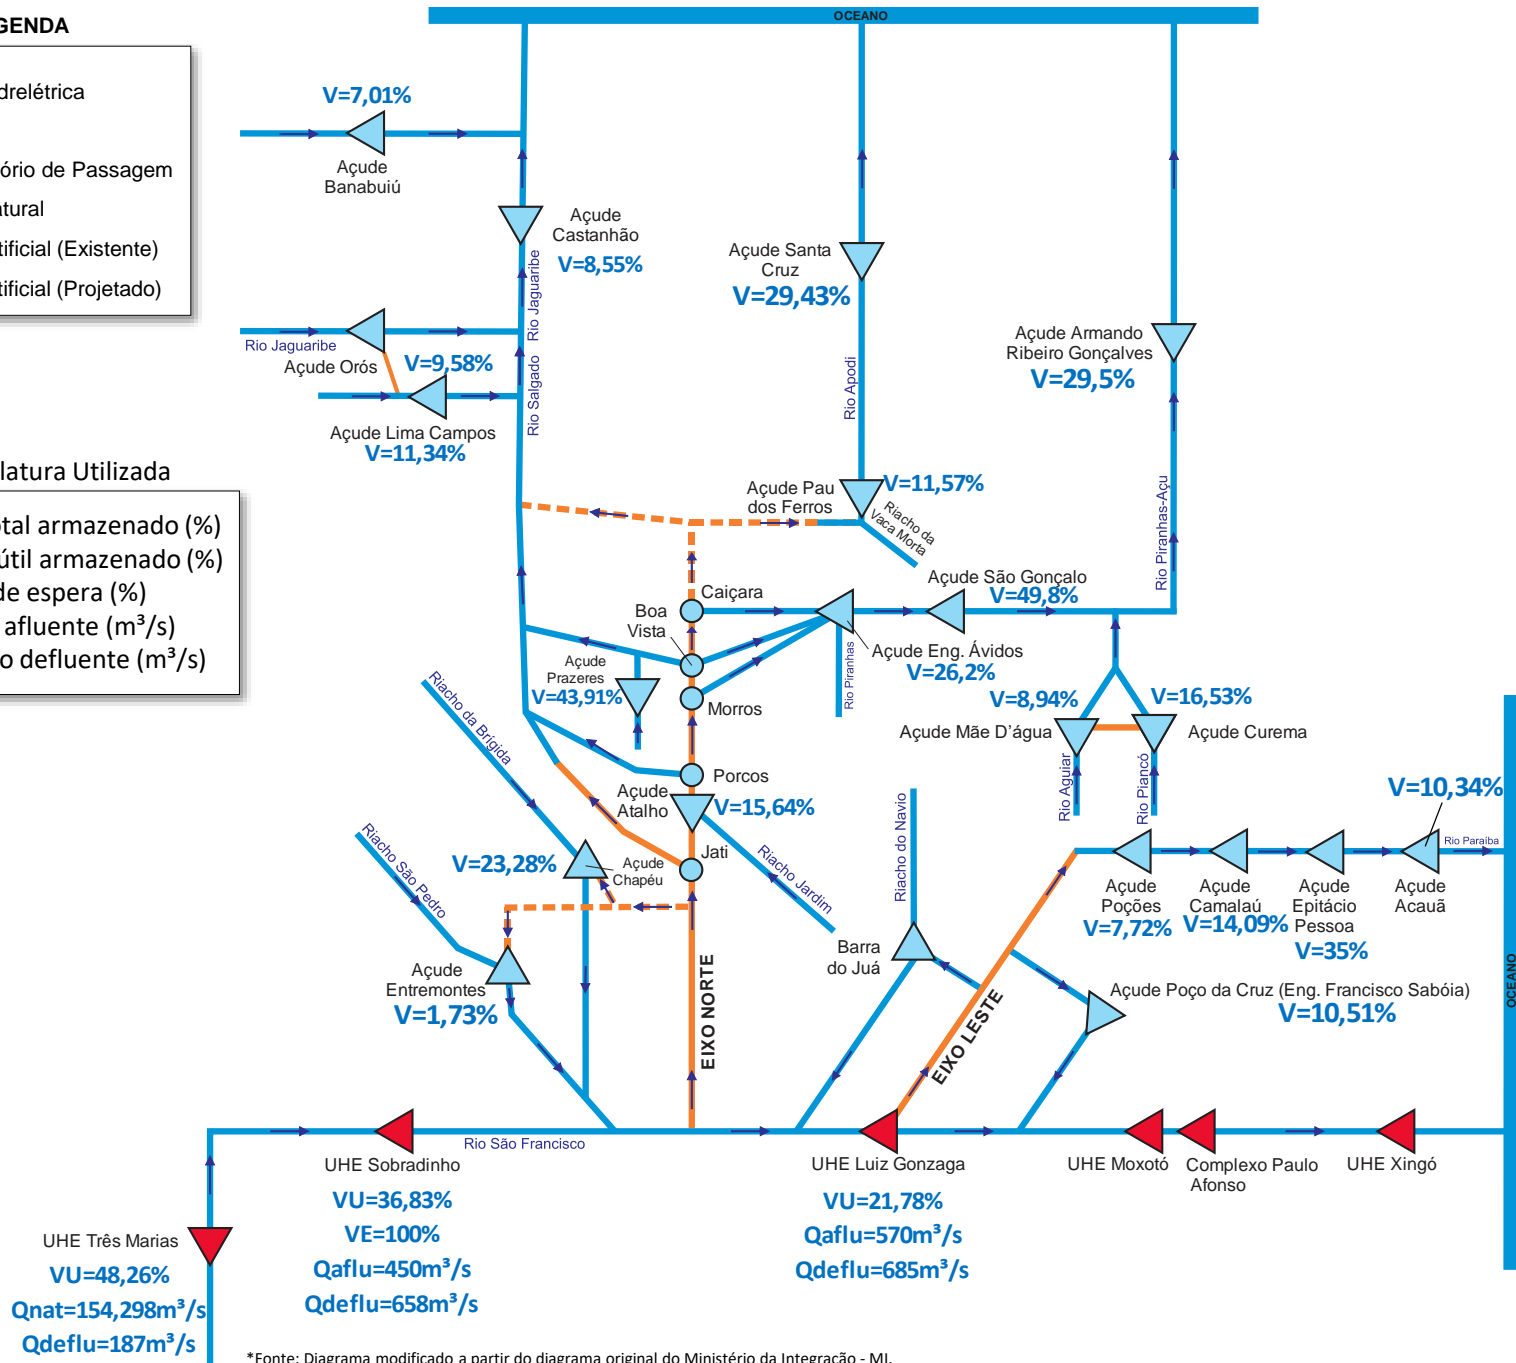 OCEANO
GENDA
drelétrica
ório de Passagem
atural
tificial (Existente)
tificial (Projetado)
V=7,01%
Açude
Banabuiú
Açude
Castanhão
V=8,55%
Rio Jaguaribe
Açude Santa
Cruz
V=29,43%
Rio Jaguaribe
Açude Orós
V=9,58%
Rio Salgado
Açude Lima Campos
V=11,34%
Rio Apodi
Açude Armando
Ribeiro Gonçalves
V=29,5%
latura Utilizada
otal armazenado (%)
útil armazenado (%)
de espera (%)
afluente (m³/s)
o defluente (m³/s)
Açude Pau
dos Ferros
V=11,57%
Riacho da
Vaca Morta
Rio Piranhas-Açu
Caiçara
Boa
Vista
Açude São Gonçalo
V=49,8%
Açude Eng. Ávidos
V=26,2%
Rio Piranhas
Açude
Prazeres
V=43,91%
Morros
Riacho da Brígida
V=8,94%
V=16,53%
Açude Mãe D'água
Açude Curema
Rio Aguiar
Rio Piancó
Porcos
Açude
Atalho
V=15,64%
Jati
Riacho Jardim
Riacho do Navio
V=10,34%
Rio Paraíba
Riacho São Pedro
V=23,28%
Açude
Chapéu
Açude
Poções
V=7,72%
Açude
Camalaú
V=14,09%
Açude
Epitácio
Pessoa
V=35%
Açude
Acauã
Barra
do Juá
Açude
Entremontes
V=1,73%
EIXO NORTE
EIXO LESTE
Açude Poço da Cruz (Eng. Francisco Sabóia)
V=10,51%
OCEANO
Rio São Francisco
UHE Sobradinho
VU=36,83%
VE=100%
Qaflu=450m³/s
Qdeflu=658m³/s
UHE Luiz Gonzaga
VU=21,78%
Qaflu=570m³/s
Qdeflu=685m³/s
UHE Moxotó
Complexo Paulo
Afonso
UHE Xingó
UHE Três Marias
VU=48,26%
Qnat=154,298m³/s
Qdeflu=187m³/s
*Fonte: Diagrama modificado a partir do diagrama original do Ministério da Integração - MI.